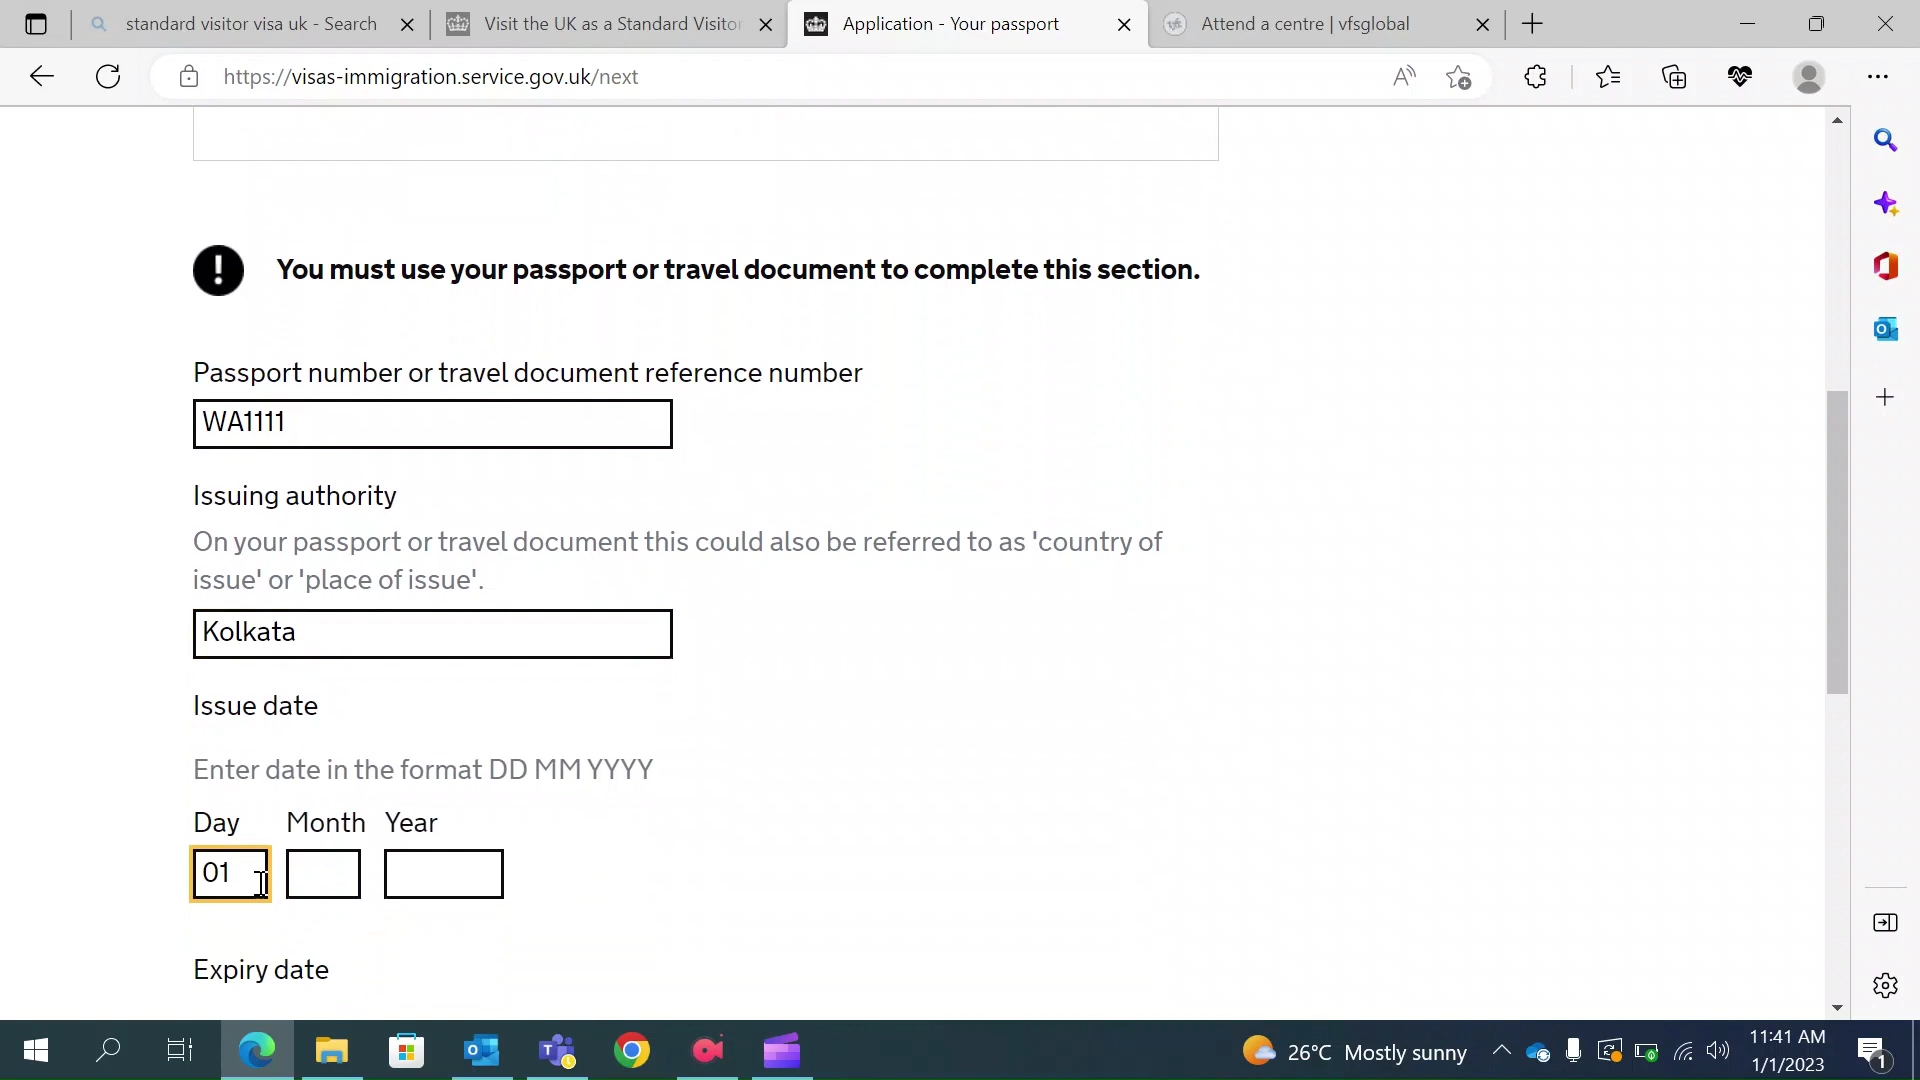 standard visitor visa uk - Search
Visit the UK as a Standard Visitor
Application - Your passport
Attend a centre | vfsglobal
https://visas-immigration.service.gov.uk/next
You must use your passport or travel document to complete this section.
Passport number or travel document reference number
WA1111
Issuing authority
On your passport or travel document this could also be referred to as 'country of
issue' or 'place of issue'.
Kolkata
Issue date
Enter date in the format DD MM YYYY
Day Month Year
01
Expiry date
26°C Mostly sunny
11:41 AM
1/1/2023
1